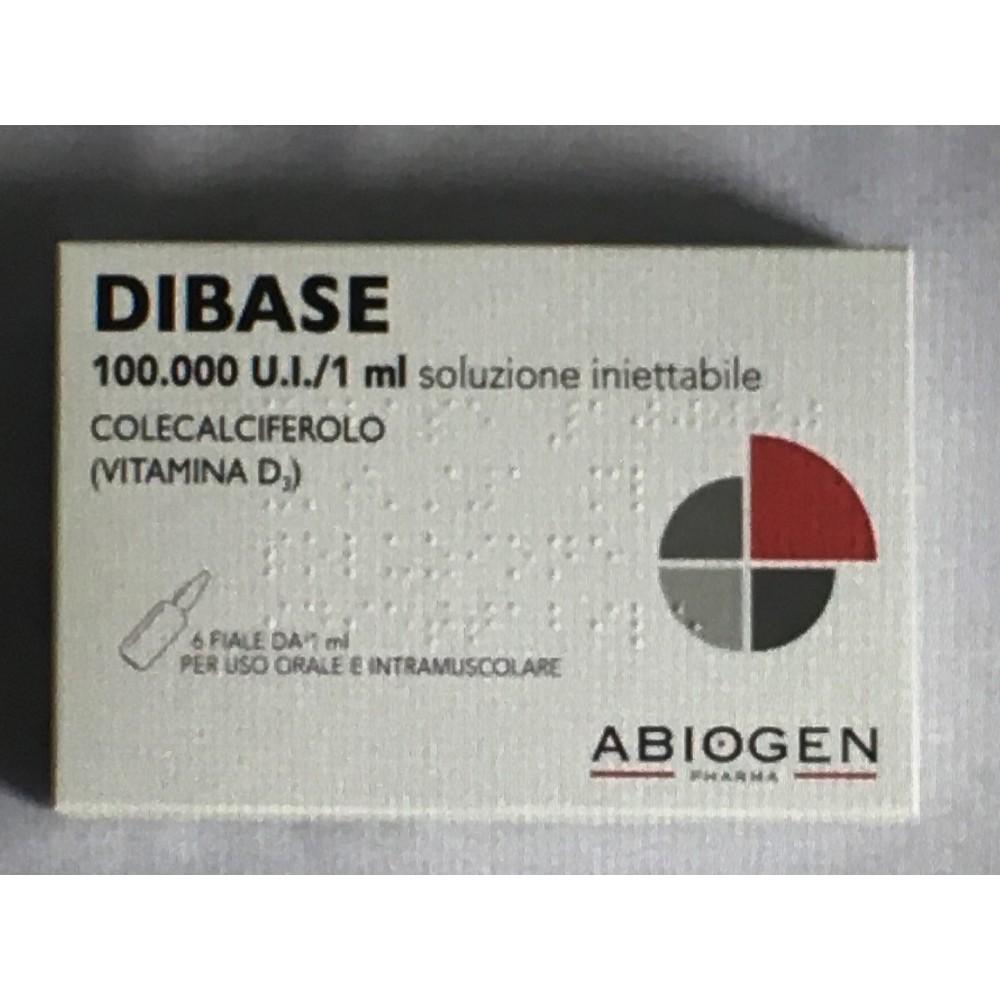 DIBASE
100.000 U.I./1 ml soluzione iniettabile
COLECALCIFEROLO
(VITAMINA D₃)
6 FIALE DA 1 ml
PER USO ORALE E INTRAMUSCOLARE
ABIOGEN
PHARMA